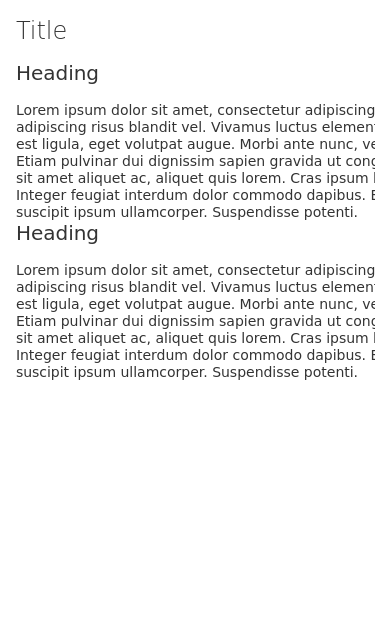 Title
Heading
Lorem ipsum dolor sit amet, consectetur adipiscing
adipiscing risus blandit vel. Vivamus luctus elemen
est ligula, eget volutpat augue. Morbi ante nunc, ve
Etiam pulvinar dui dignissim sapien gravida ut cong
sit amet aliquet ac, aliquet quis lorem. Cras ipsum
Integer feugiat interdum dolor commodo dapibus.
suscipit ipsum ullamcorper. Suspendisse potenti.
Heading
Lorem ipsum dolor sit amet, consectetur adipiscing
adipiscing risus blandit vel. Vivamus luctus elemen
est ligula, eget volutpat augue. Morbi ante nunc, ve
Etiam pulvinar dui dignissim sapien gravida ut cong
sit amet aliquet ac, aliquet quis lorem. Cras ipsum
Integer feugiat interdum dolor commodo dapibus.
suscipit ipsum ullamcorper. Suspendisse potenti.